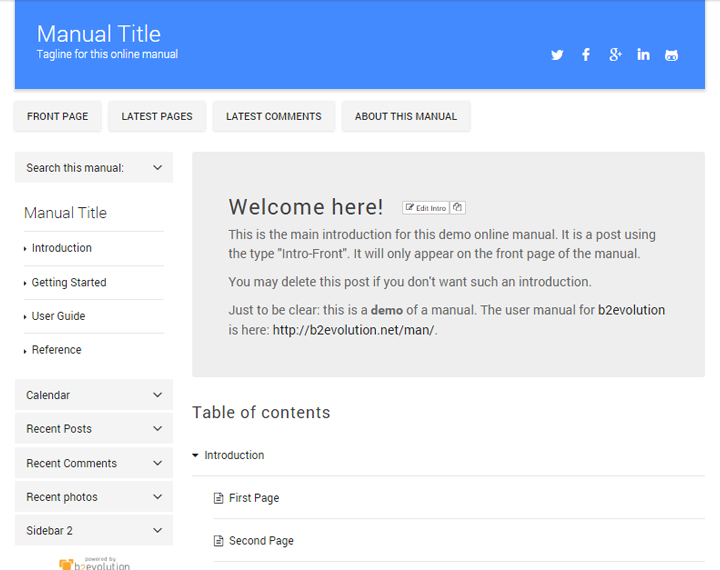 Manual Title
Tagline for this online manual
FRONT PAGE
LATEST PAGES
LATEST COMMENTS
ABOUT THIS MANUAL
Search this manual:
Manual Title
Introduction
Getting Started
User Guide
Reference
Calendar
Recent Posts
Recent Comments
Recent photos
Sidebar 2
powered by
b2evolution
Welcome here!
Edit Intro
This is the main introduction for this demo online manual. It is a post using
the type "Intro-Front". It will only appear on the front page of the manual.
You may delete this post if you don't want such an introduction.
Just to be clear: this is a demo of a manual. The user manual for b2evolution
is here: http://b2evolution.net/man/.
Table of contents
Introduction
First Page
Second Page